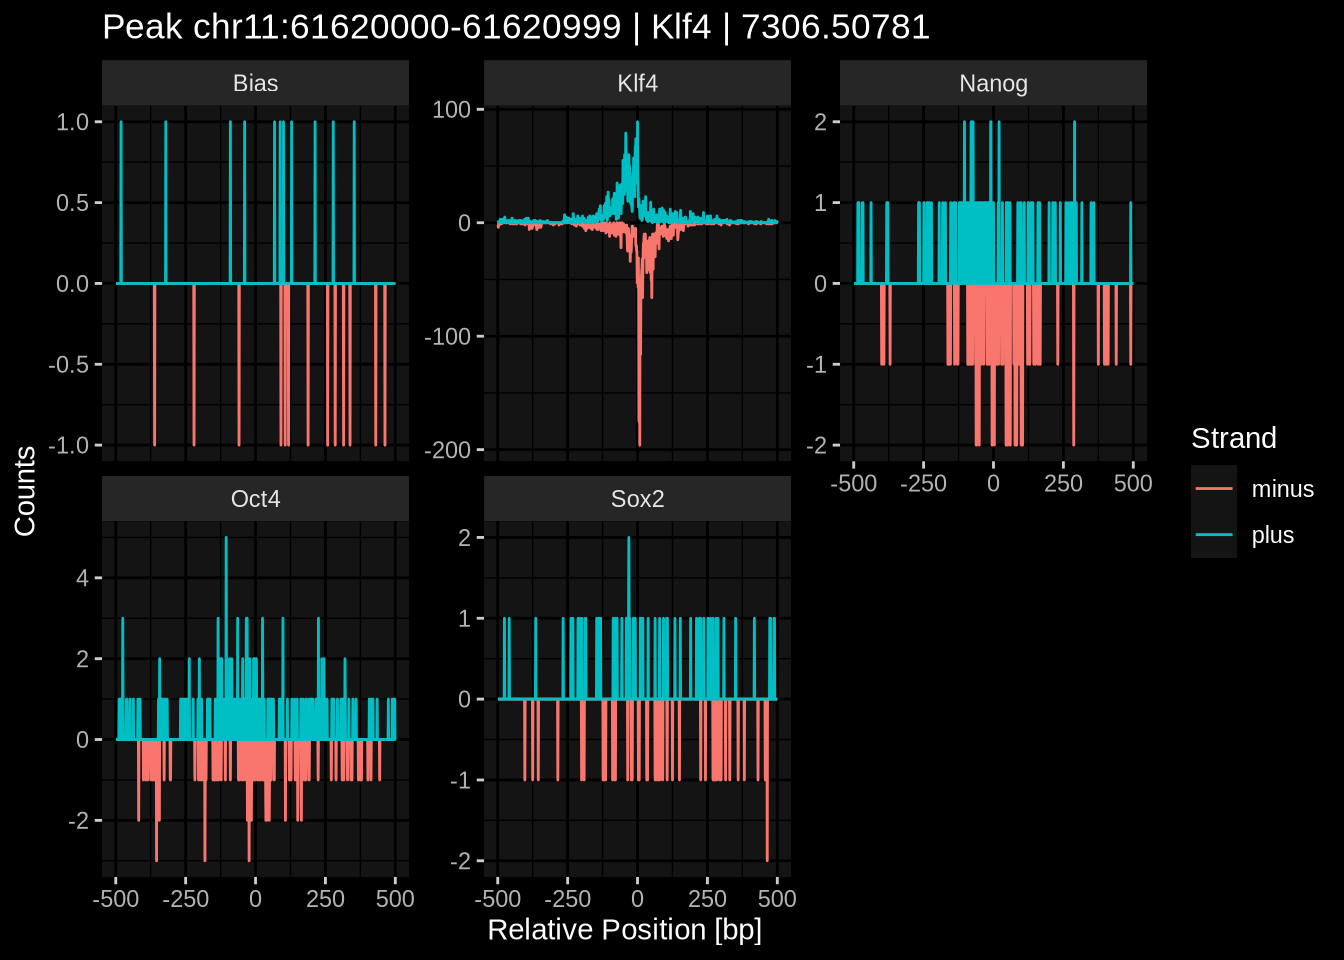 Peak chr11:61620000-61620999 | Klf4 | 7306.50781
Bias
Klf4
Nanog
1.0
0.5
0.0
-0.5
-1.0
100
0
-100
-200
2
1
0
-1
-2
-500 -250 0 250 500
Counts
Oct4
Sox2
4
2
0
-2
2
1
0
-1
-2
-500 -250 0 250 500
-500 -250 0 250 500
Relative Position [bp]
Strand
minus
plus